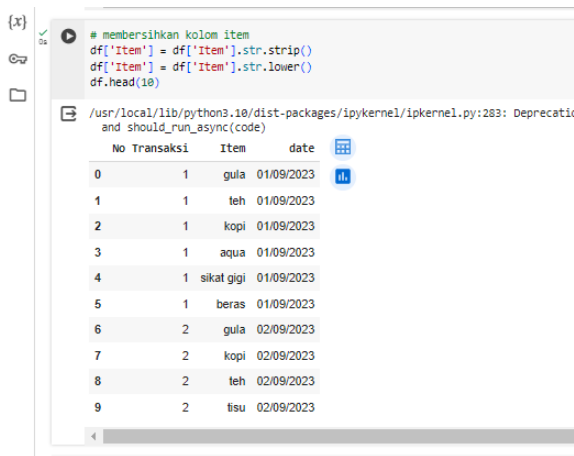 {x}
0s
# membersihkan kolom item
df['Item'] = df['Item'].str.strip()
df['Item'] = df['Item'].str.lower()
df.head(10)
/usr/local/lib/python3.10/dist-packages/ipykernel/ipkernel.py:283: Deprecatio
and should_run_async(code)
No Transaksi Item date
0 1 gula 01/09/2023
1 1 teh 01/09/2023
2 1 kopi 01/09/2023
3 1 aqua 01/09/2023
4 1 sikat gigi 01/09/2023
5 1 beras 01/09/2023
6 2 gula 02/09/2023
7 2 kopi 02/09/2023
8 2 teh 02/09/2023
9 2 tisu 02/09/2023